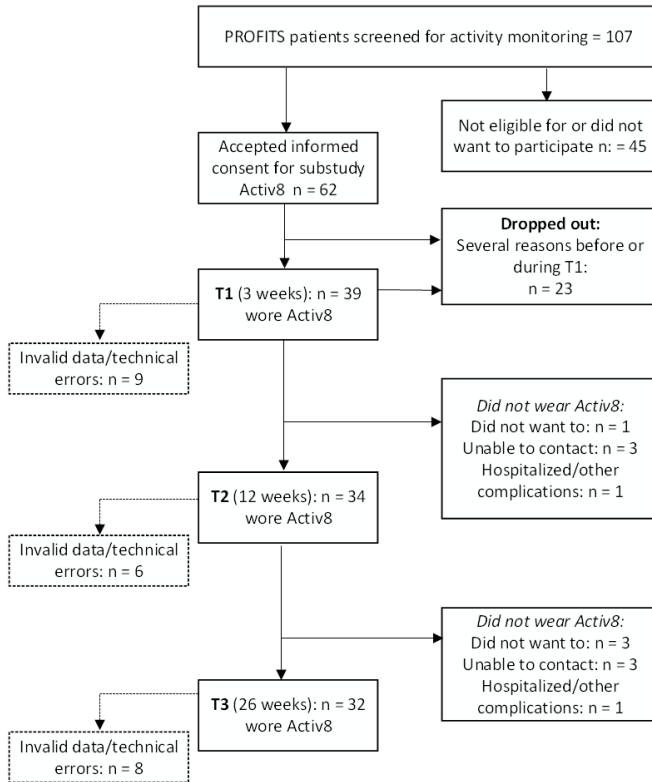 PROFITS patients screened for activity monitoring = 107
Not eligible for or did not
want to participate n: = 45
Accepted informed
consent for substudy
Activ8 n = 62
Dropped out:
Several reasons before or
during T1:
n = 23
T1 (3 weeks): n = 39
wore Activ8
Invalid data/technical
errors: n = 9
Did not wear Activ8:
Did not want to: n = 1
Unable to contact: n = 3
Hospitalized/other
complications: n = 1
T2 (12 weeks): n = 34
wore Activ8
Invalid data/technical
errors: n = 6
Did not wear Activ8:
Did not want to: n = 3
Unable to contact: n = 3
Hospitalized/other
complications: n = 1
T3 (26 weeks): n = 32
wore Activ8
Invalid data/technical
errors: n = 8